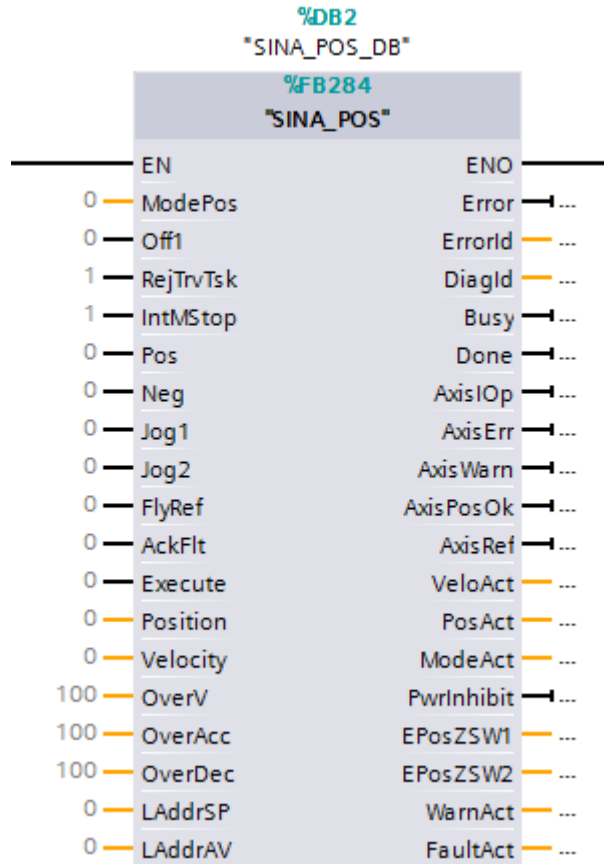 %DB2
"SINA_POS_DB"
%FB284
"SINA_POS"
EN ENO
0 ModePos Error ...
0 Off1 ErrorId ...
1 RejTrvTsk DiagId ...
1 IntMStop Busy ...
0 Pos Done ...
0 Neg AxisIOp ...
0 Jog1 AxisErr ...
0 Jog2 AxisWarn ...
0 FlyRef AxisPosOk ...
0 AckFlt AxisRef ...
0 Execute VeloAct ...
0 Position PosAct ...
0 Velocity ModeAct ...
100 OverV PwrInhibit ...
100 OverAcc EPosZSW1 ...
100 OverDec EPosZSW2 ...
0 LAddrSP WarnAct ...
0 LAddrAV FaultAct ...